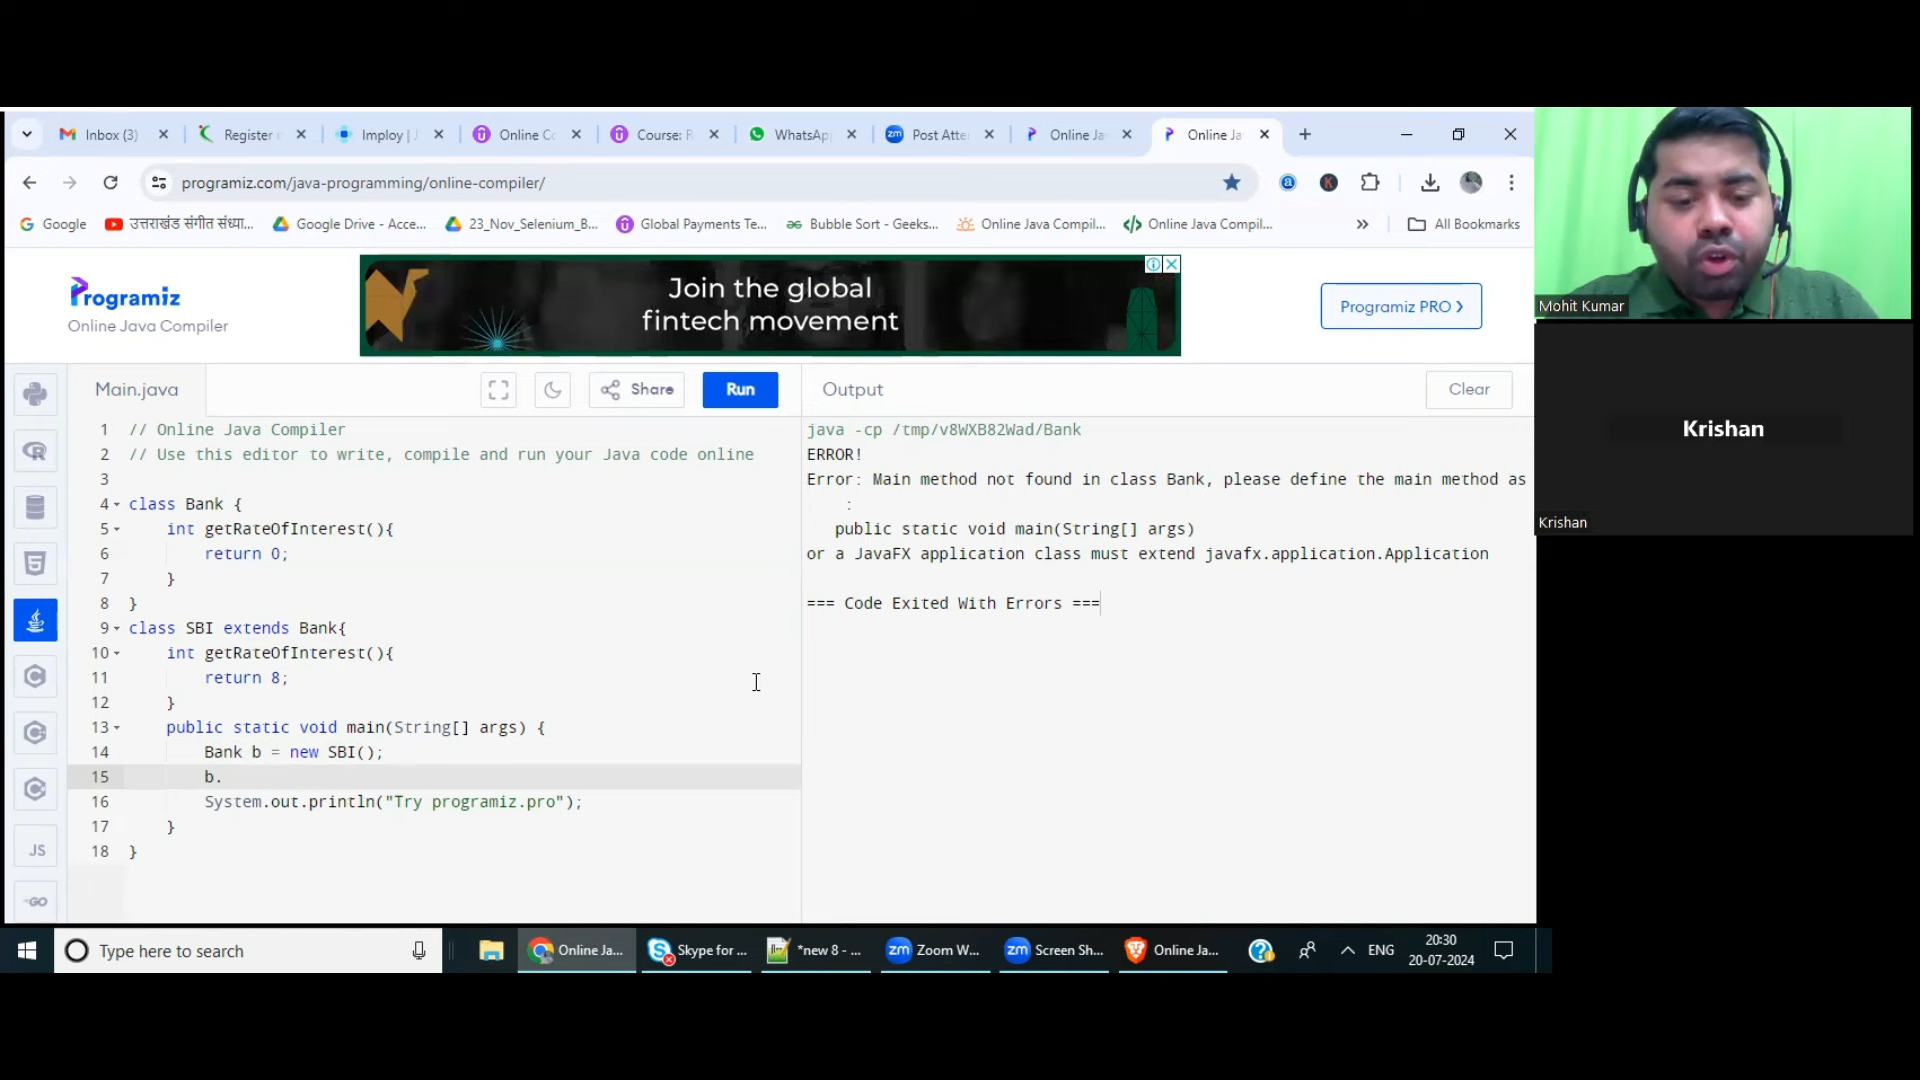 Inbox (3)
Register
Imploy | J
Online Co
Course: R
WhatsAp
Post Atte
Online Ja
Online Ja
programiz.com/java-programming/online-compiler/
Google
उत्तराखंड संगीत संध्या...
Google Drive - Acce...
23_Nov_Selenium_B...
Global Payments Te...
Bubble Sort - Geeks...
Online Java Compil...
Online Java Compil...
All Bookmarks
Programiz
Online Java Compiler
Join the global
fintech movement
Programiz PRO ❯
Mohit Kumar
Krishan
Krishan
Main.java
Share
Run
Output
Clear
1 // Online Java Compiler
2 // Use this editor to write, compile and run your Java code online
3
4 class Bank {
5 int getRateOfInterest(){
6 return 0;
7 }
8 }
9 class SBI extends Bank{
10 int getRateOfInterest(){
11 return 8;
12 }
13 public static void main(String[] args) {
14 Bank b = new SBI();
15 b.
16 System.out.println("Try programiz.pro");
17 }
18 }
java -cp /tmp/v8WXB82Wad/Bank
ERROR!
Error: Main method not found in class Bank, please define the main method as
:
public static void main(String[] args)
or a JavaFX application class must extend javafx.application.Application
=== Code Exited With Errors ===
JS
GO
Type here to search
Online Ja...
Skype for ...
*new 8 - ...
zm
Zoom W...
zm
Screen Sh...
Online Ja...
ENG
20:30
20-07-2024